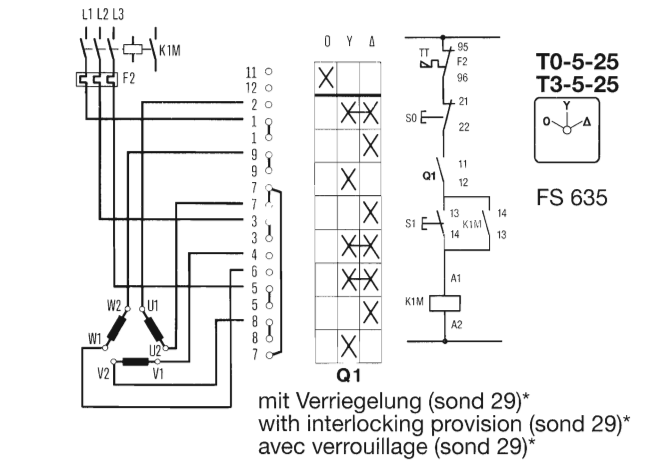 L1 L2 L3
K1M
F2
11
12
2
1
1
9
9
7
7
3
3
4
6
5
5
8
8
7
W2 U1
W1 U2
V2 V1
0 Y Δ
Q1
TT
95
F2
96
S0
21
22
Q1
11
12
S1
13
14
K1M
14
13
K1M
A1
A2
T0-5-25
T3-5-25
Y
0 Δ
FS 635
mit Verriegelung (sond 29)*
with interlocking provision (sond 29)*
avec verrouillage (sond 29)*